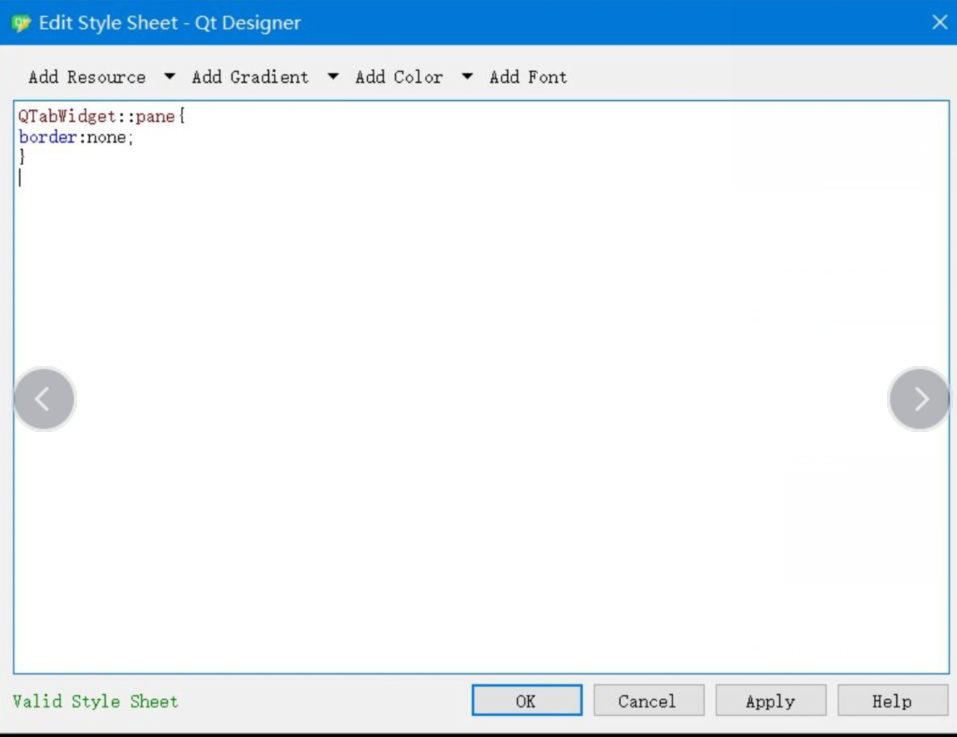 Edit Style Sheet - Qt Designer
Add Resource Add Gradient Add Color Add Font
QTabWidget::pane{
border:none;
}
Valid Style Sheet OK Cancel Apply Help